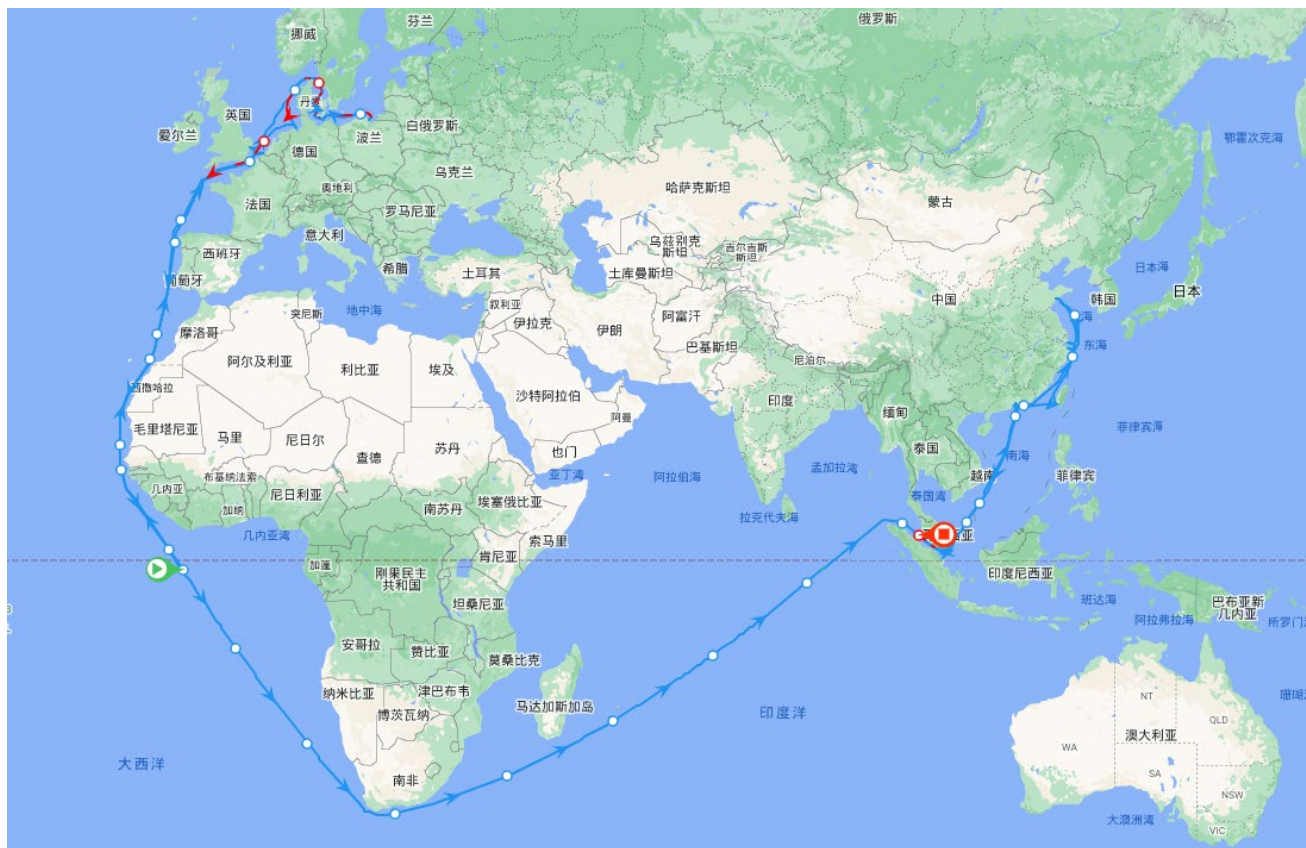 俄罗斯
芬兰
挪威
丹麦
英国
爱尔兰
白俄罗斯
波兰
鄂霍次克海
德国
乌克兰
奥地利
哈萨克斯坦
蒙古
法国
罗马尼亚
意大利
乌兹别克
斯坦
吉尔吉斯
斯坦
西班牙
希腊
土耳其
土库曼斯坦
日本海
葡萄牙
中国
韩国
日本
叙利亚
地中海
突尼斯
阿富汗
海
摩洛哥
伊拉克
伊朗
东海
巴基斯坦
阿尔及利亚
利比亚
埃及
尼泊尔
西撒哈拉
沙特阿拉伯
印度
缅甸
阿曼
毛里塔尼亚
马里
尼日尔
苏丹
也门
泰国
菲律宾海
南海
查德
孟加拉湾
亚丁湾
阿拉伯海
越南
菲律宾
布基纳法索
几内亚
尼日利亚
埃塞俄比亚
泰国湾
加纳
南苏丹
拉克代夫海
几内亚湾
索马里
西亚
肯尼亚
加蓬
刚果民主
共和国
印度尼西亚
坦桑尼亚
班达海
巴布亚新
几内亚
阿拉弗拉海
所罗门
安哥拉
赞比亚
莫桑比克
纳米比亚
津巴布韦
NT
马达加斯加岛
博茨瓦纳
印度洋
QLD
珊瑚
澳大利亚
WA
大西洋
南非
SA
NSW
大澳洲湾
VIC